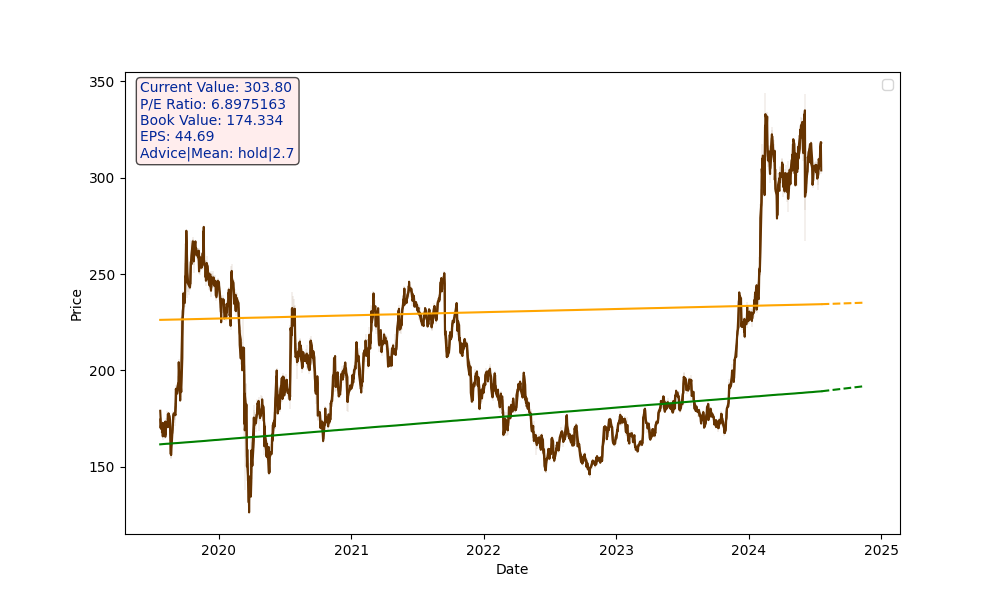 350
300
250
200
150
Price
Current Value: 303.80
P/E Ratio: 6.8975163
Book Value: 174.334
EPS: 44.69
Advice|Mean: hold|2.7
2020
2021
2022
2023
2024
2025
Date